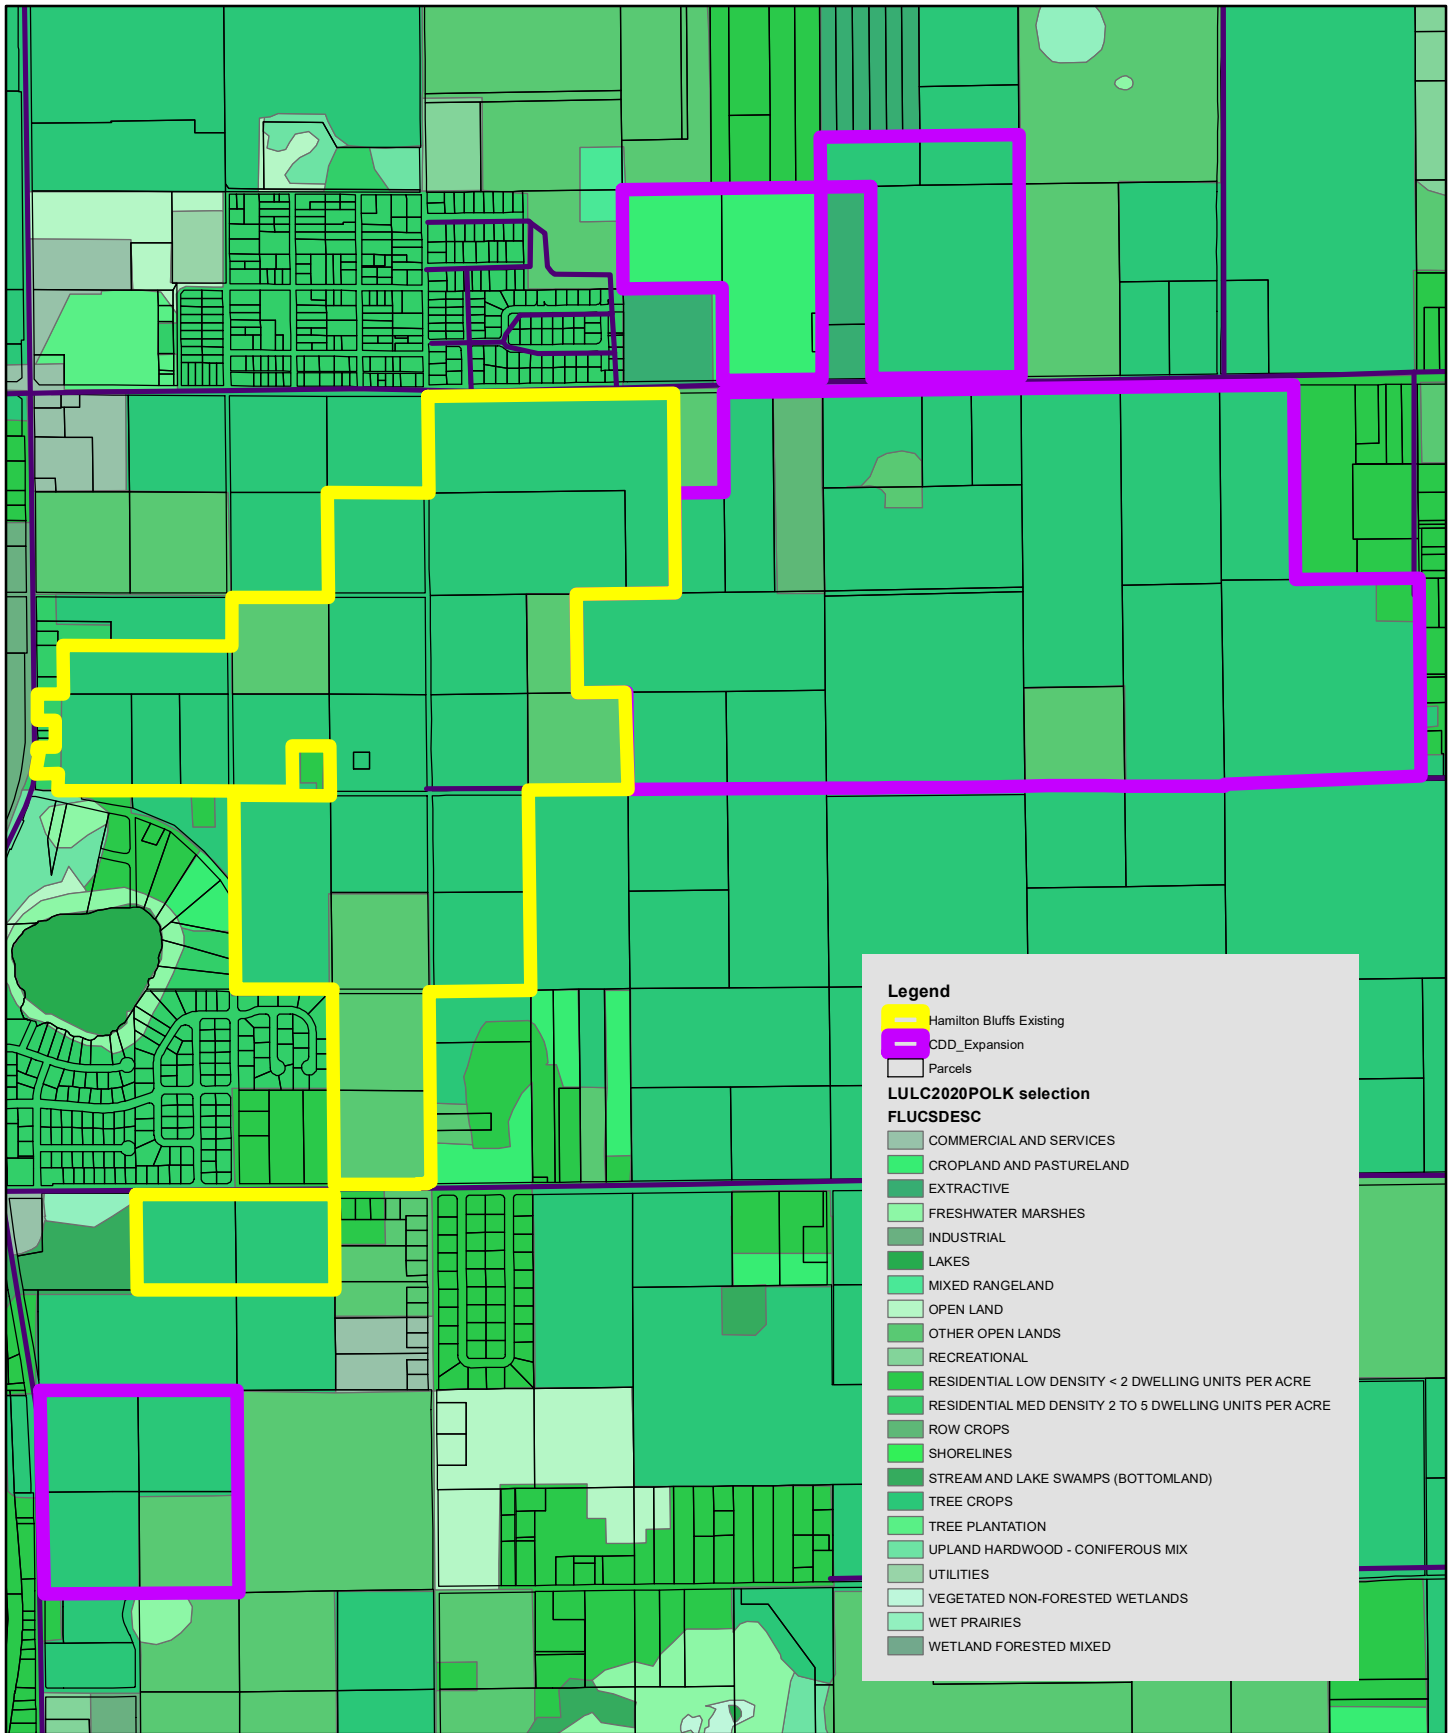 Legend
Hamilton Bluffs Existing
CDD_Expansion
Parcels
LULC2020POLK selection
FLUCSDESC
COMMERCIAL AND SERVICES
CROPLAND AND PASTURELAND
EXTRACTIVE
FRESHWATER MARSHES
INDUSTRIAL
LAKES
MIXED RANGELAND
OPEN LAND
OTHER OPEN LANDS
RECREATIONAL
RESIDENTIAL LOW DENSITY < 2 DWELLING UNITS PER ACRE
RESIDENTIAL MED DENSITY 2 TO 5 DWELLING UNITS PER ACRE
ROW CROPS
SHORELINES
STREAM AND LAKE SWAMPS (BOTTOMLAND)
TREE CROPS
TREE PLANTATION
UPLAND HARDWOOD - CONIFEROUS MIX
UTILITIES
VEGETATED NON-FORESTED WETLANDS
WET PRAIRIES
WETLAND FORESTED MIXED